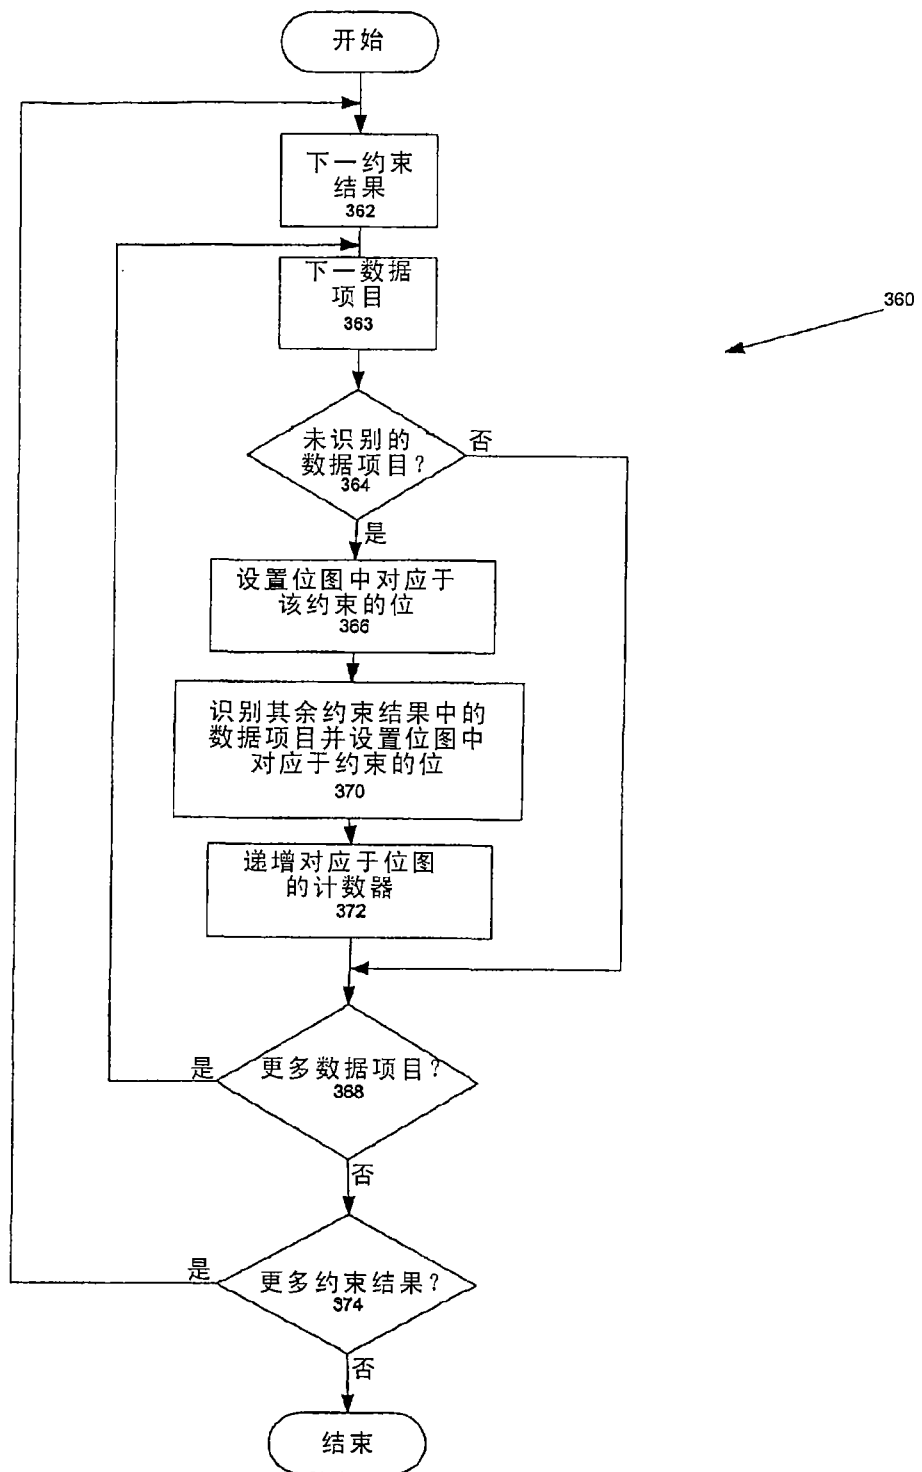 开始
下一约束
结果
362
下一数据
项目
363
360
未识别的
数据项目？
364
否
是
设置位图中对应于
该约束的位
366
识别其余约束结果中的
数据项目并设置位图中
对应于约束的位
370
递增对应于位图
的计数器
372
是
更多数据项目？
368
否
是
更多约束结果？
374
否
结束